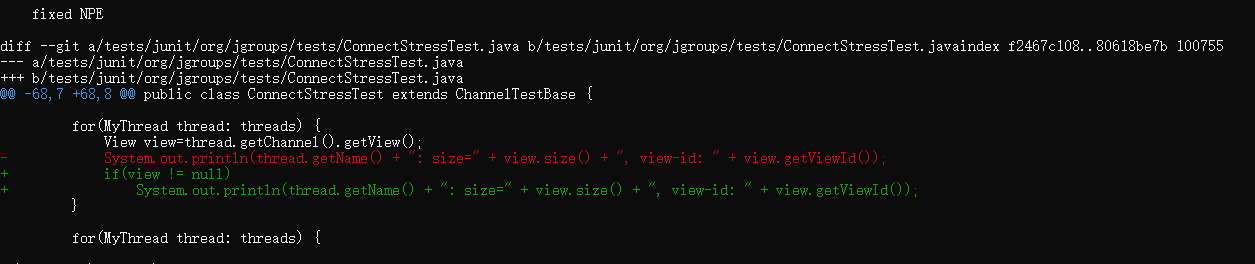 fixed NPE
diff --git a/tests/junit/org/jgroups/tests/ConnectStressTest.java b/tests/junit/org/jgroups/tests/ConnectStressTest.javaindex f2467c108..80618be7b 100755
--- a/tests/junit/org/jgroups/tests/ConnectStressTest.java
+++ b/tests/junit/org/jgroups/tests/ConnectStressTest.java
@@ -68,7 +68,8 @@ public class ConnectStressTest extends ChannelTestBase {
for(MyThread thread: threads) {
View view=thread.getChannel().getView();
-            System.out.println(thread.getName() + ": size=" + view.size() + ", view-id: " + view.getViewId());
+            if(view != null)
+                System.out.println(thread.getName() + ": size=" + view.size() + ", view-id: " + view.getViewId());
}
for(MyThread thread: threads) {